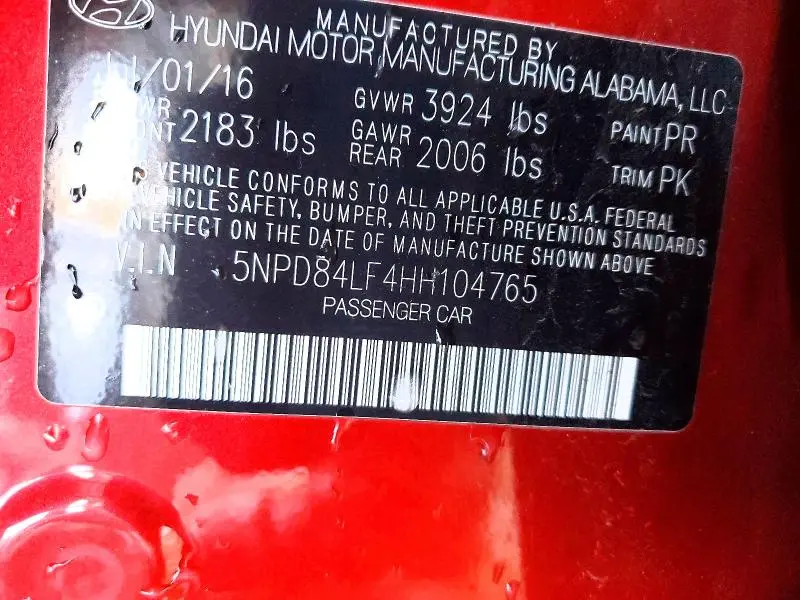 MANUFACTURED BY
HYUNDAI MOTOR MANUFACTURING ALABAMA, LLC
/01/16 GVWR 3924 lbs PAINT PR
2183 lbs GAWR REAR 2006 lbs TRIM PK
VEHICLE CONFORMS TO ALL APPLICABLE U.S.A. FEDERAL
VEHICLE SAFETY, BUMPER, AND THEFT PREVENTION STANDARDS
IN EFFECT ON THE DATE OF MANUFACTURE SHOWN ABOVE
V.I.N 5NPD84LF4HH104765
PASSENGER CAR